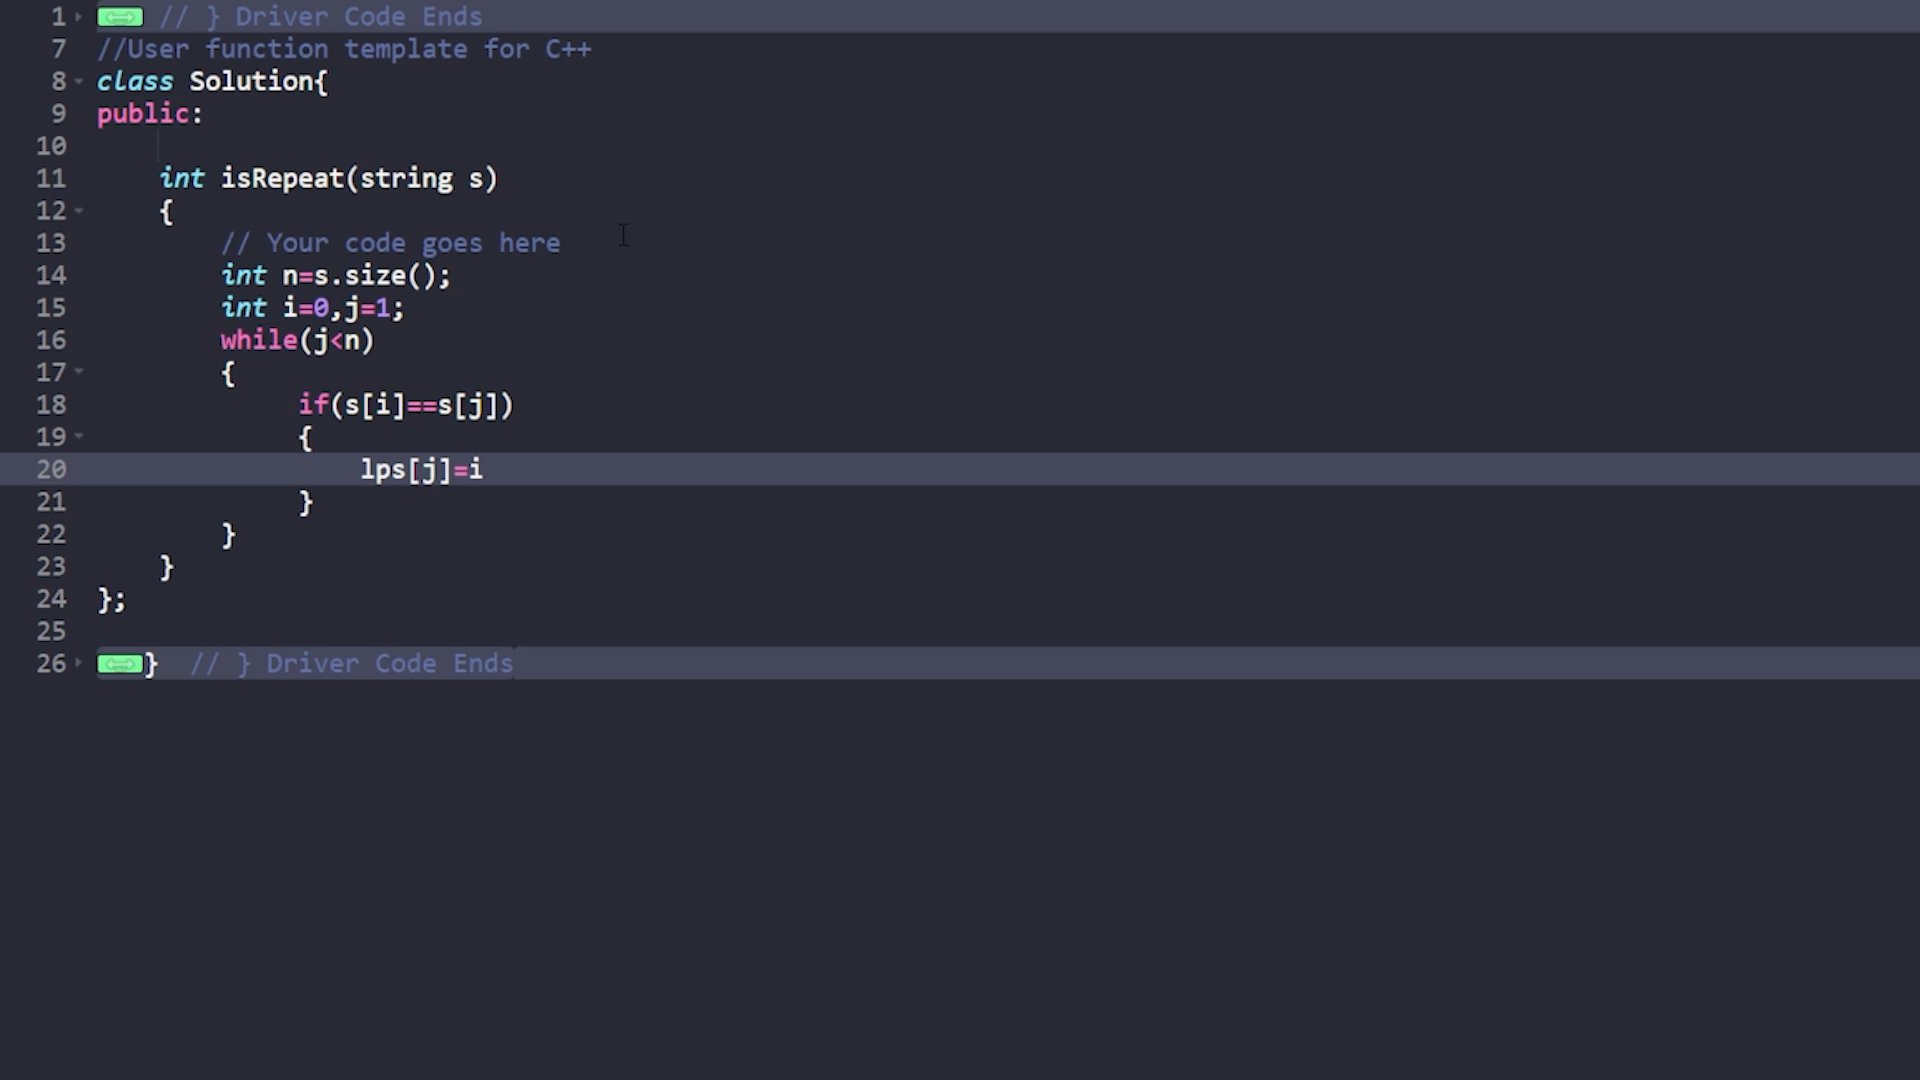 1 // } Driver Code Ends
7 //User function template for C++
8 class Solution{
9 public:
10
11 int isRepeat(string s)
12 {
13 // Your code goes here
14 int n=s.size();
15 int i=0,j=1;
16 while(j<n)
17 {
18 if(s[i]==s[j])
19 {
20 lps[j]=i
21 }
22 }
23 }
24 };
25
26 } // } Driver Code Ends